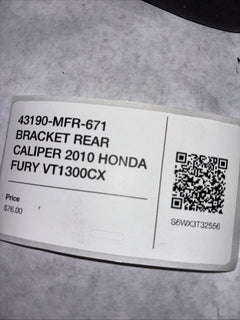 43190-MFR-671
BRACKET REAR
CALIPER 2010 HONDA
FURY VT1300CX
Price
$76.00
S6WX3T32556